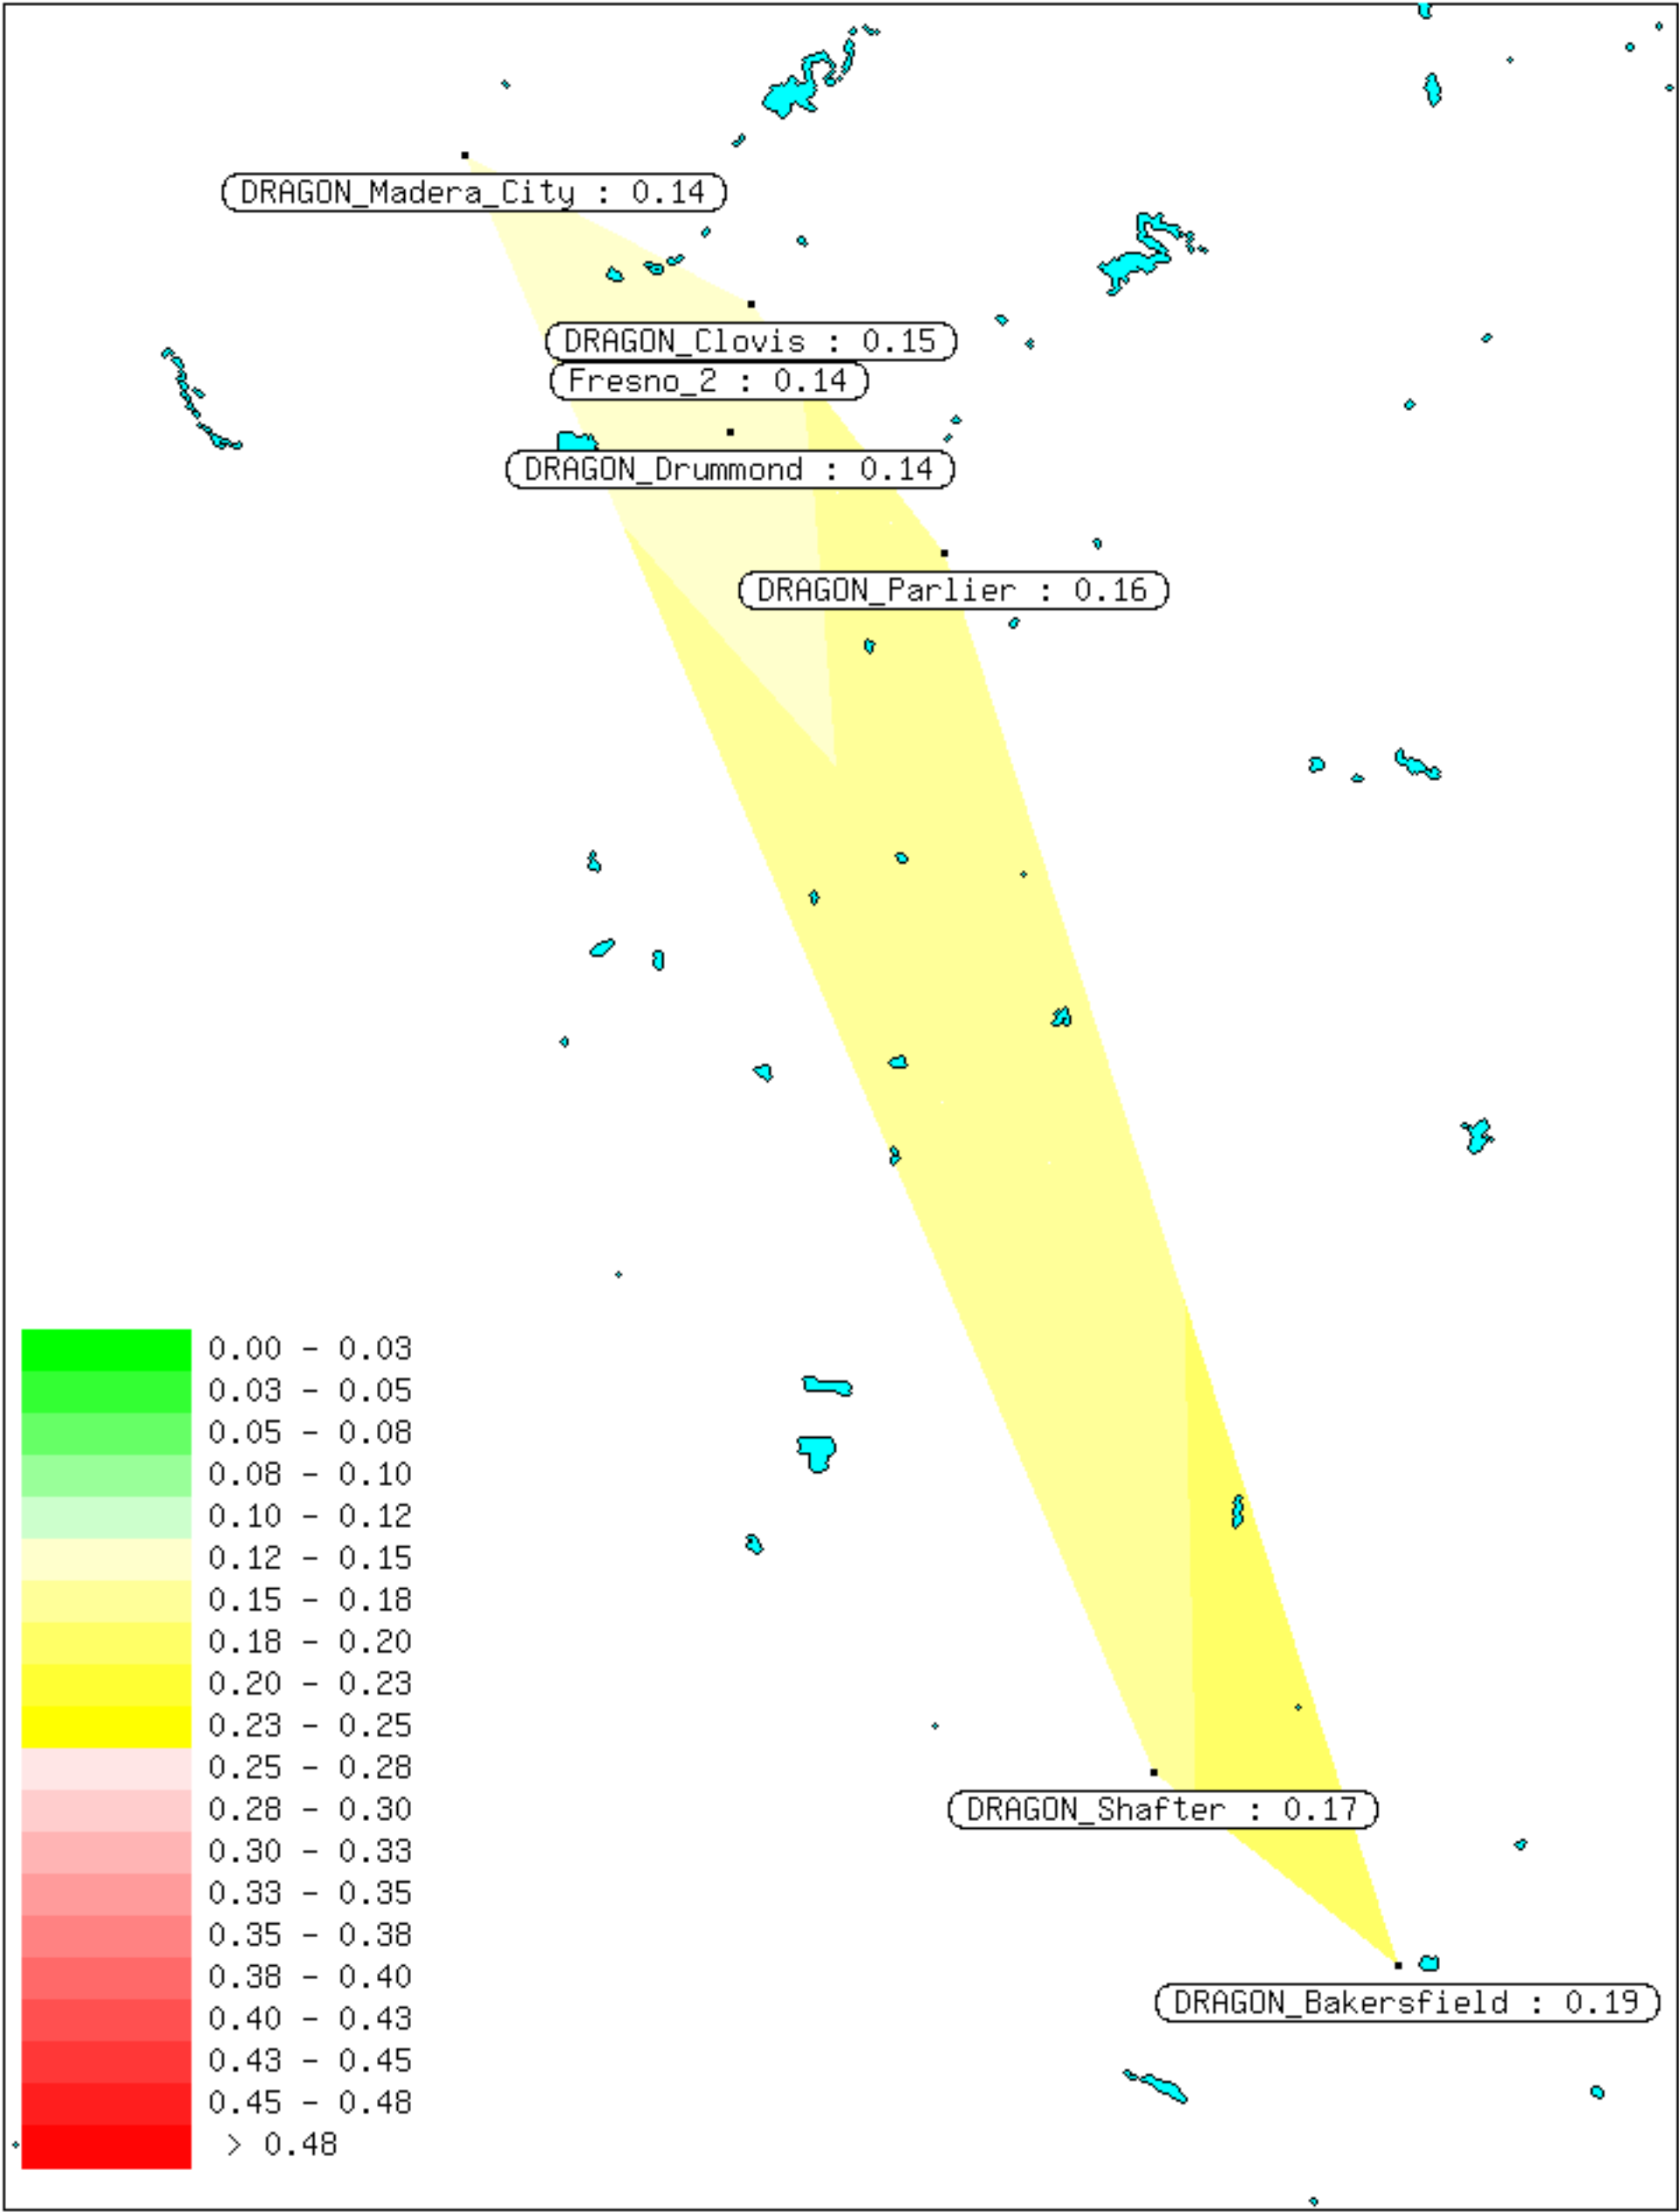 DRAGON_Madera_City : 0.14
DRAGON_Clovis : 0.15
Fresno_2 : 0.14
DRAGON_Drummond : 0.14
DRAGON_Parlier : 0.16
0.00 - 0.03
0.03 - 0.05
0.05 - 0.08
0.08 - 0.10
0.10 - 0.12
0.12 - 0.15
0.15 - 0.18
0.18 - 0.20
0.20 - 0.23
0.23 - 0.25
0.25 - 0.28
0.28 - 0.30
0.30 - 0.33
0.33 - 0.35
0.35 - 0.38
0.38 - 0.40
0.40 - 0.43
0.43 - 0.45
0.45 - 0.48
> 0.48
DRAGON_Shafter : 0.17
DRAGON_Bakersfield : 0.19